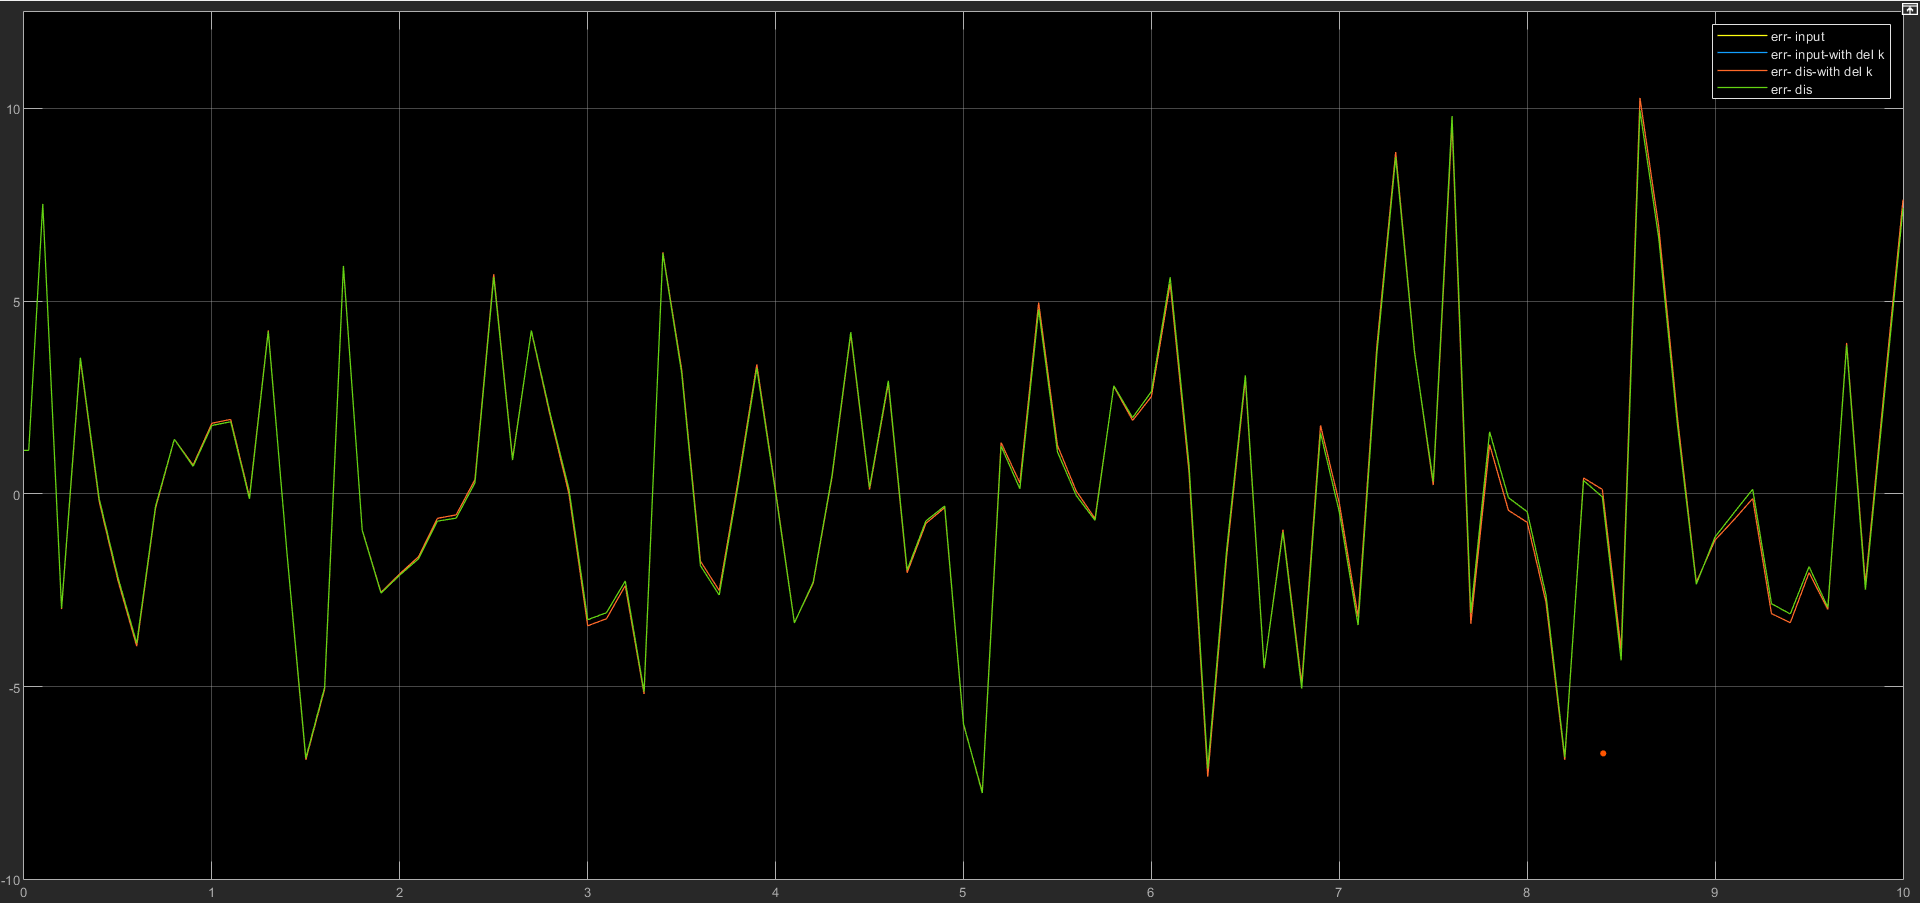 err- input
err- input-with del k
err- dis-with del k
err- dis
10
5
0
-5
-10
0 1 2 3 4 5 6 7 8 9 10